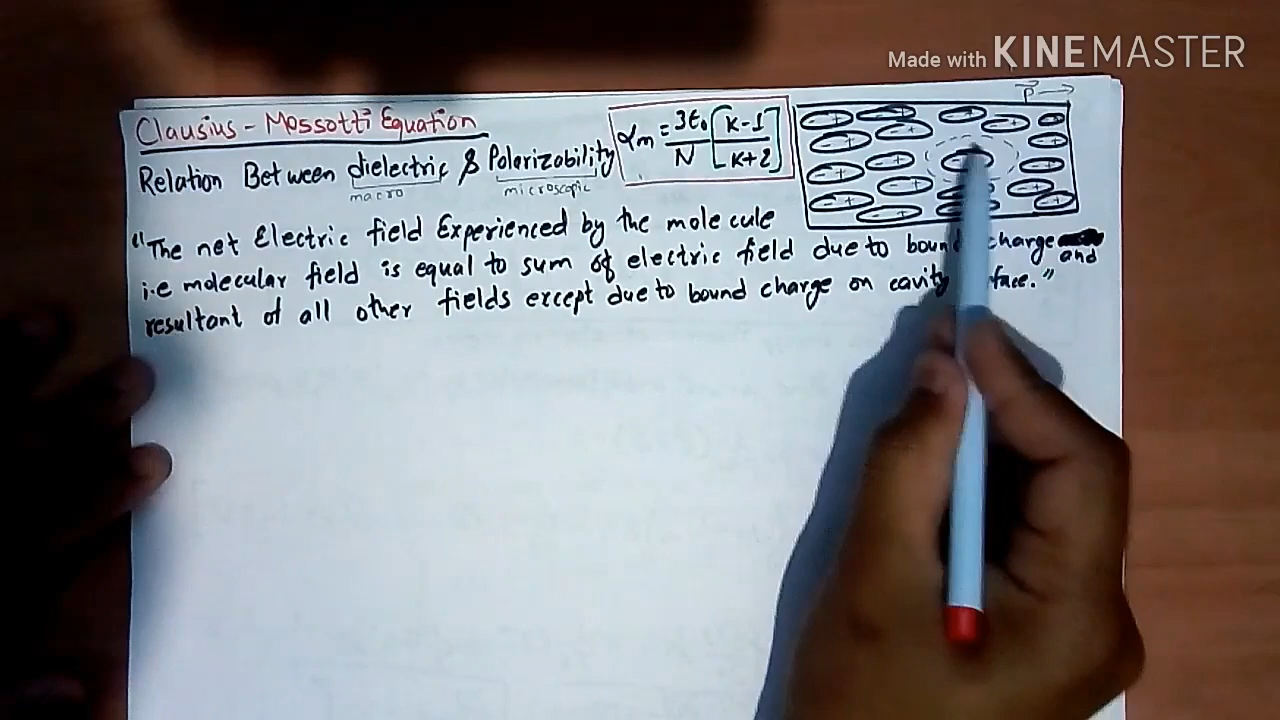 Made with KINEMASTER
P →
Clausius - Mossotti Equation
αm = 3ε0/N [K-1/K+2]
Relation Between dielectric & Polarizability
macro microscopic
"The net Electric field Experienced by the molecule
i.e molecular field is equal to sum of electric field due to bound charge and
resultant of all other fields except due to bound charge on cavity face."